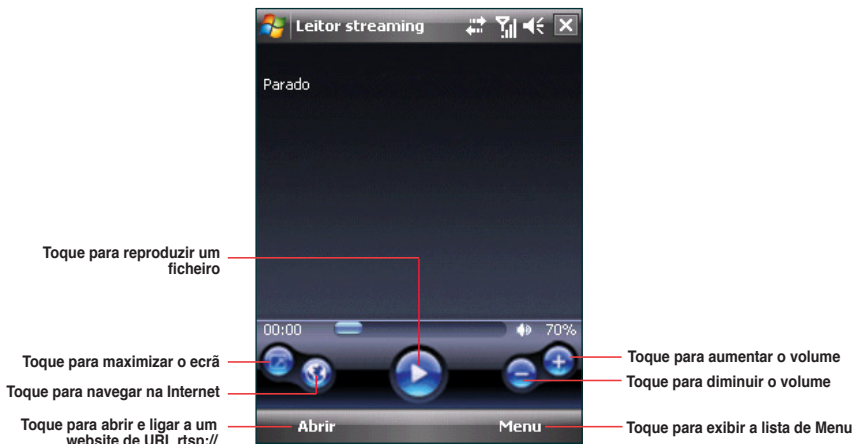 Leitor streaming
Parado
Toque para reproduzir um
ficheiro
00:00
70%
Toque para maximizar o ecrã
Toque para aumentar o volume
Toque para navegar na Internet
Toque para diminuir o volume
Toque para abrir e ligar a um
website de URL rtsp://
Abrir
Menu
Toque para exibir a lista de Menu